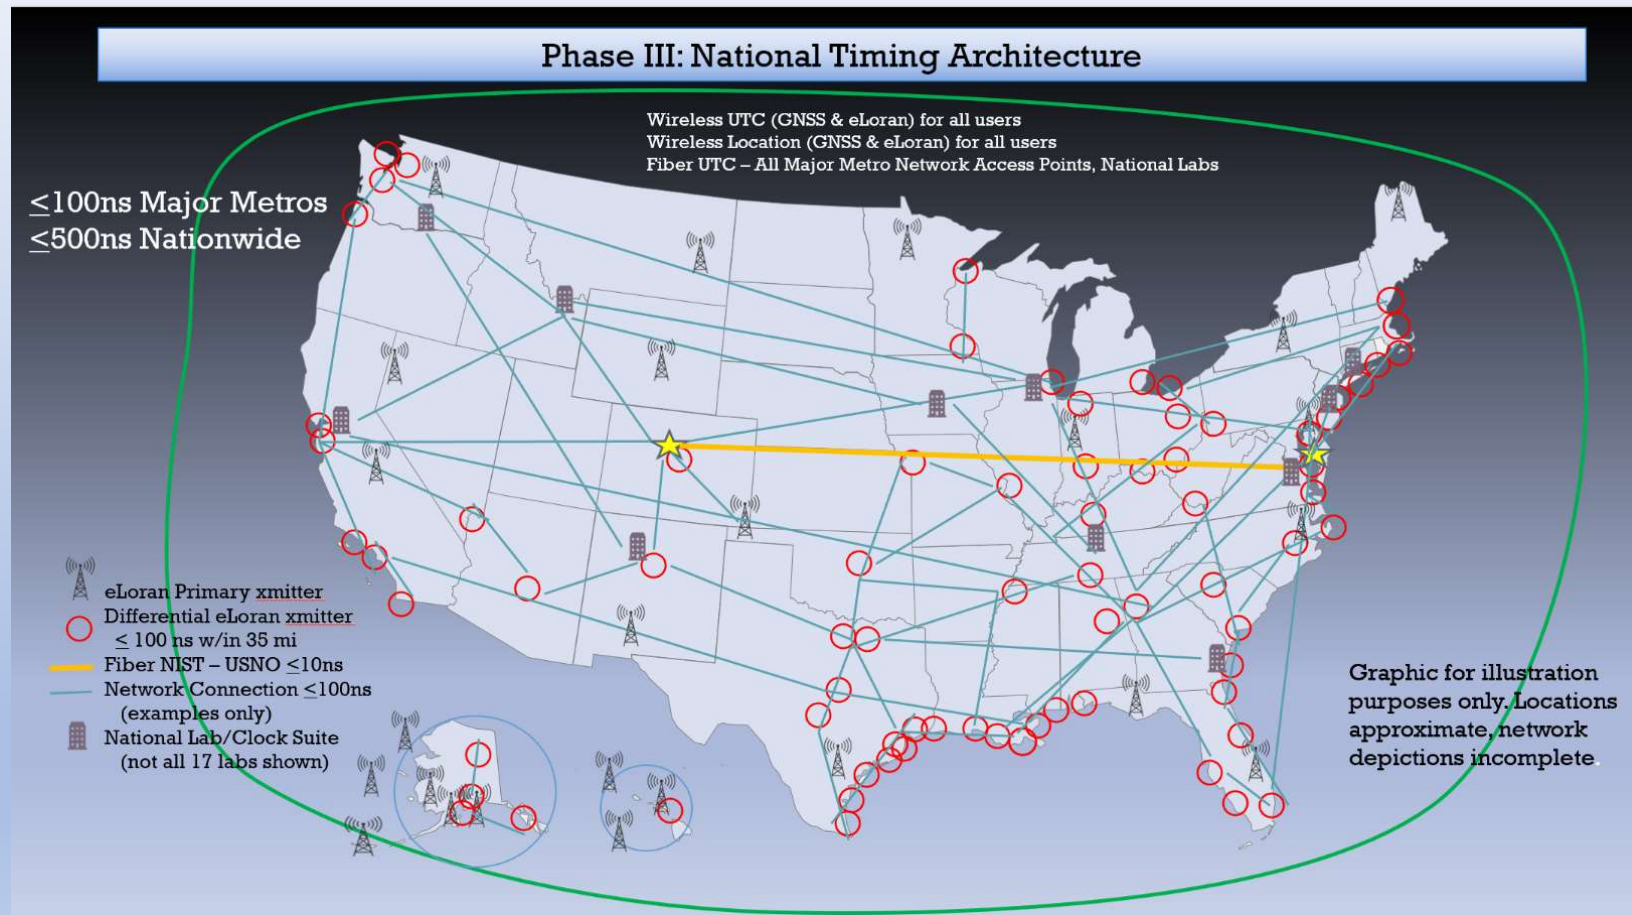 Phase III: National Timing Architecture
Wireless UTC (GNSS & eLoran) for all users
Wireless Location (GNSS & eLoran) for all users
Fiber UTC – All Major Metro Network Access Points, National Labs
≤100ns Major Metros
≤500ns Nationwide
eLoran Primary xmitter
Differential eLoran xmitter
≤ 100 ns w/in 35 mi
Fiber NIST – USNO ≤10ns
Network Connection ≤100ns
(examples only)
National Lab/Clock Suite
(not all 17 labs shown)
Graphic for illustration
purposes only. Locations
approximate, network
depictions incomplete.